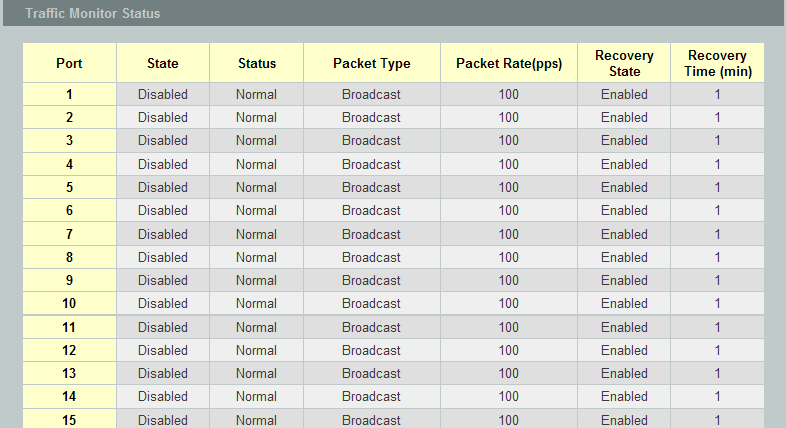 Traffic Monitor Status
Port State Status Packet Type Packet Rate(pps) Recovery State Recovery Time (min)
1 Disabled Normal Broadcast 100 Enabled 1
2 Disabled Normal Broadcast 100 Enabled 1
3 Disabled Normal Broadcast 100 Enabled 1
4 Disabled Normal Broadcast 100 Enabled 1
5 Disabled Normal Broadcast 100 Enabled 1
6 Disabled Normal Broadcast 100 Enabled 1
7 Disabled Normal Broadcast 100 Enabled 1
8 Disabled Normal Broadcast 100 Enabled 1
9 Disabled Normal Broadcast 100 Enabled 1
10 Disabled Normal Broadcast 100 Enabled 1
11 Disabled Normal Broadcast 100 Enabled 1
12 Disabled Normal Broadcast 100 Enabled 1
13 Disabled Normal Broadcast 100 Enabled 1
14 Disabled Normal Broadcast 100 Enabled 1
15 Disabled Normal Broadcast 100 Enabled 1